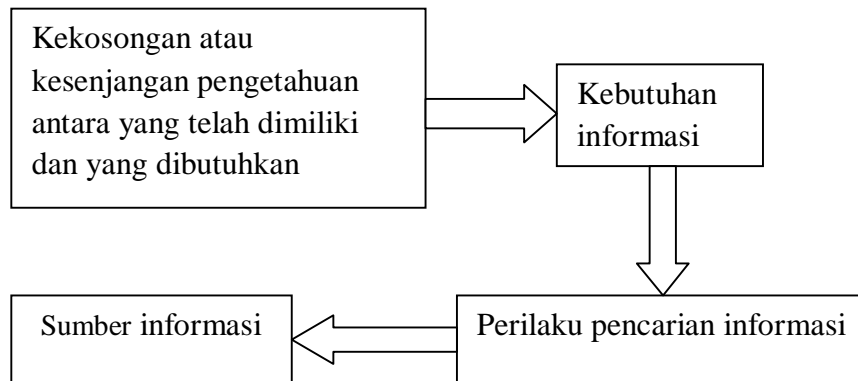 Kekosongan atau
kesenjangan pengetahuan
antara yang telah dimiliki
dan yang dibutuhkan
Kebutuhan
informasi
Sumber informasi
Perilaku pencarian informasi